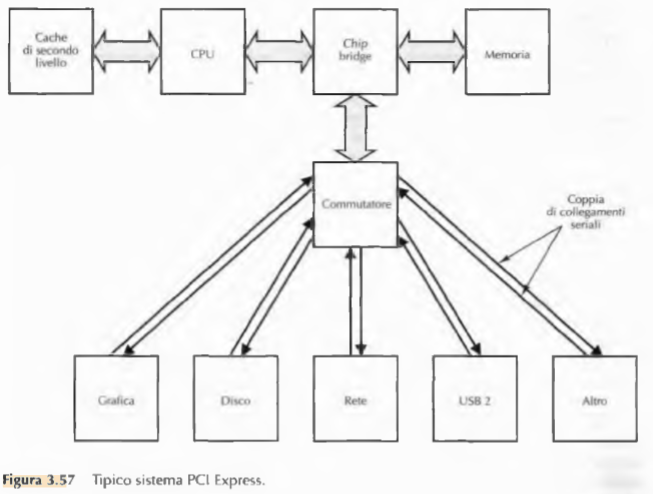 Cache
di secondo
livello
CPU
Chip
bridge
Memoria
Commutatore
Coppia
di collegamenti
seriali
Grafica
Disco
Rete
USB 2
Altro
Figura 3.57 Tipico sistema PCI Express.